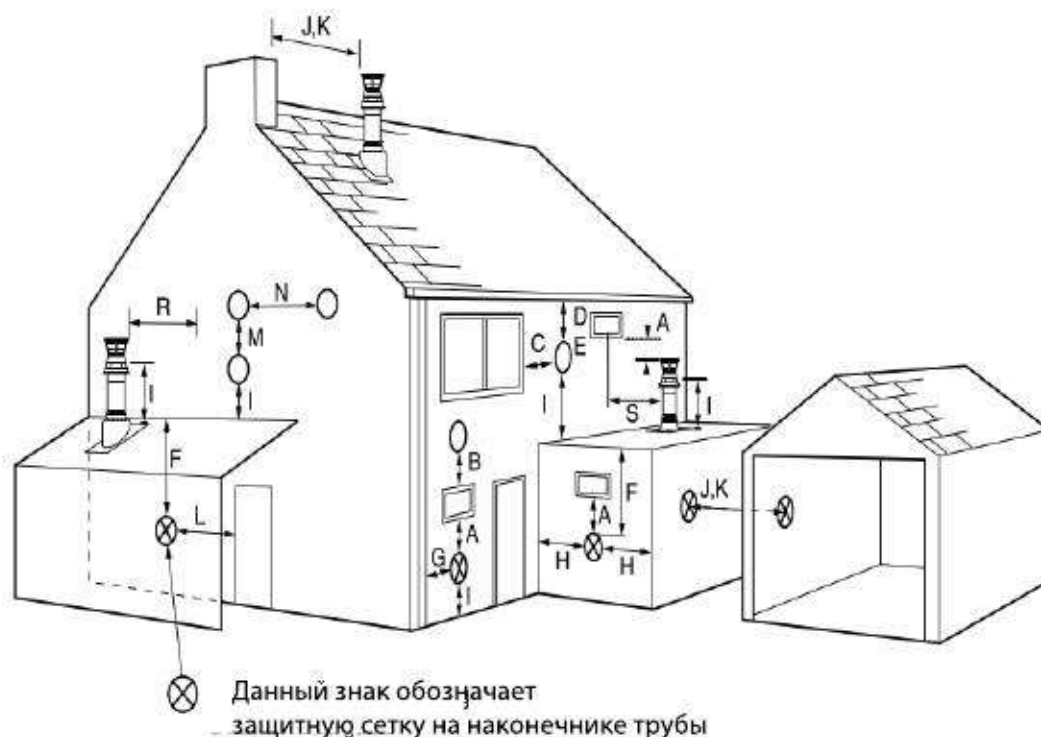 J,K
R
N
M
I
I
F
L
D
E
A
C
I
S
I
B
A
G
I
F
A
H
H
J,K
Данный знак обозначает
защитную сетку на наконечнике трубы